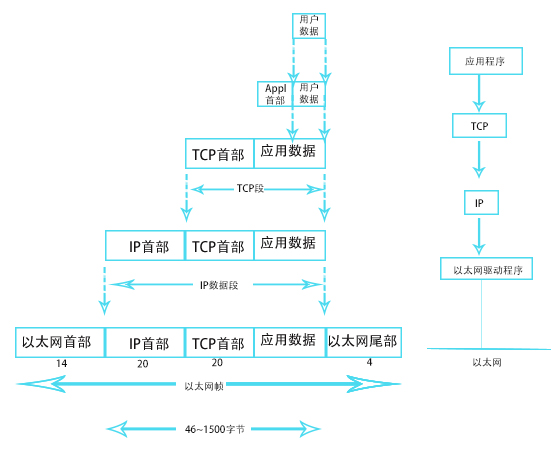 用户
数据
Appl
首部
用户
数据
应用程序
TCP首部
应用数据
TCP
TCP段
IP
IP首部
TCP首部
应用数据
以太网驱动程序
IP数据段
以太网首部
IP首部
TCP首部
应用数据
以太网尾部
14
20
20
4
以太网
以太网帧
46~1500字节